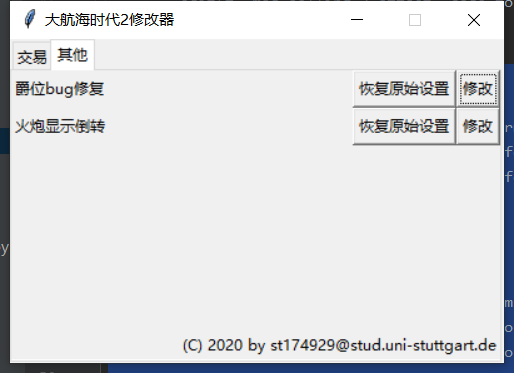 大航海时代2修改器
交易 其他
爵位bug修复 恢复原始设置 修改
火炮显示倒转 恢复原始设置 修改
(C) 2020 by st174929@stud.uni-stuttgart.de